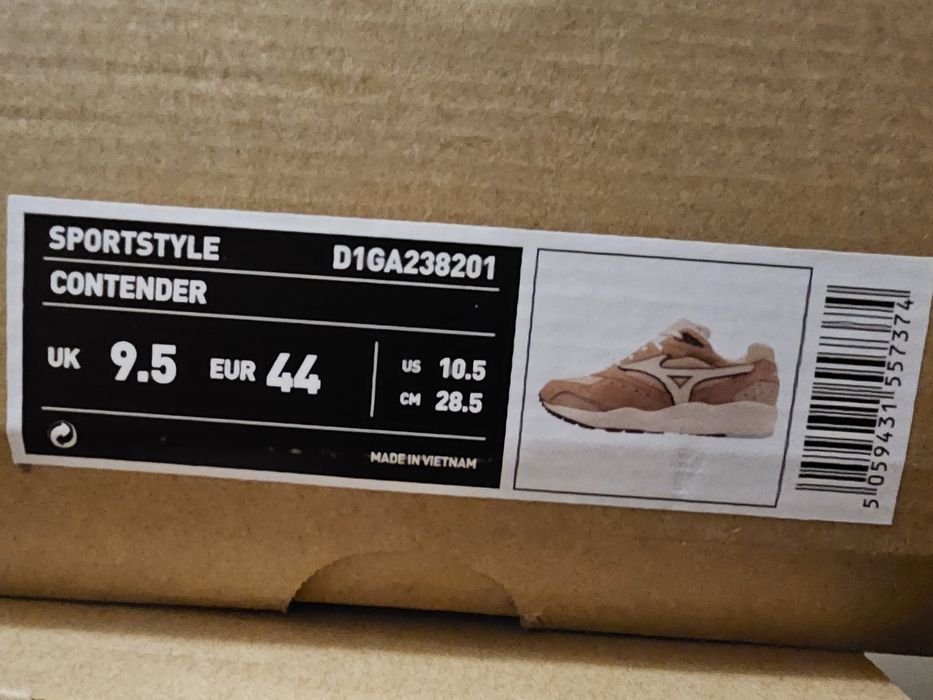 SPORTSTYLE D1GA238201
CONTENDER
UK 9.5 EUR 44 US 10.5
CM 28.5
MADE IN VIETNAM
5 059431 557374